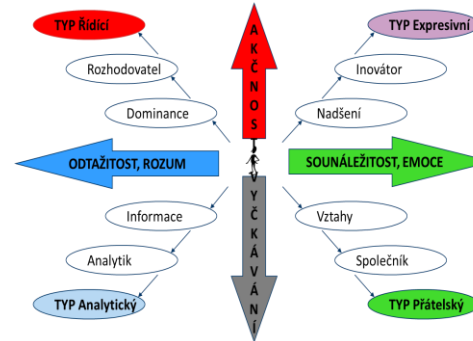 TYP Řídící
TYP Expresivní
Rozhodovatel
Inovátor
Dominance
Nadšení
AKČNOST
ODTAŽITOST, ROZUM
SOUNÁLEŽITOST, EMOCE
VYČKÁVÁNÍ
Informace
Vztahy
Analytik
Společník
TYP Analytický
TYP Přátelský